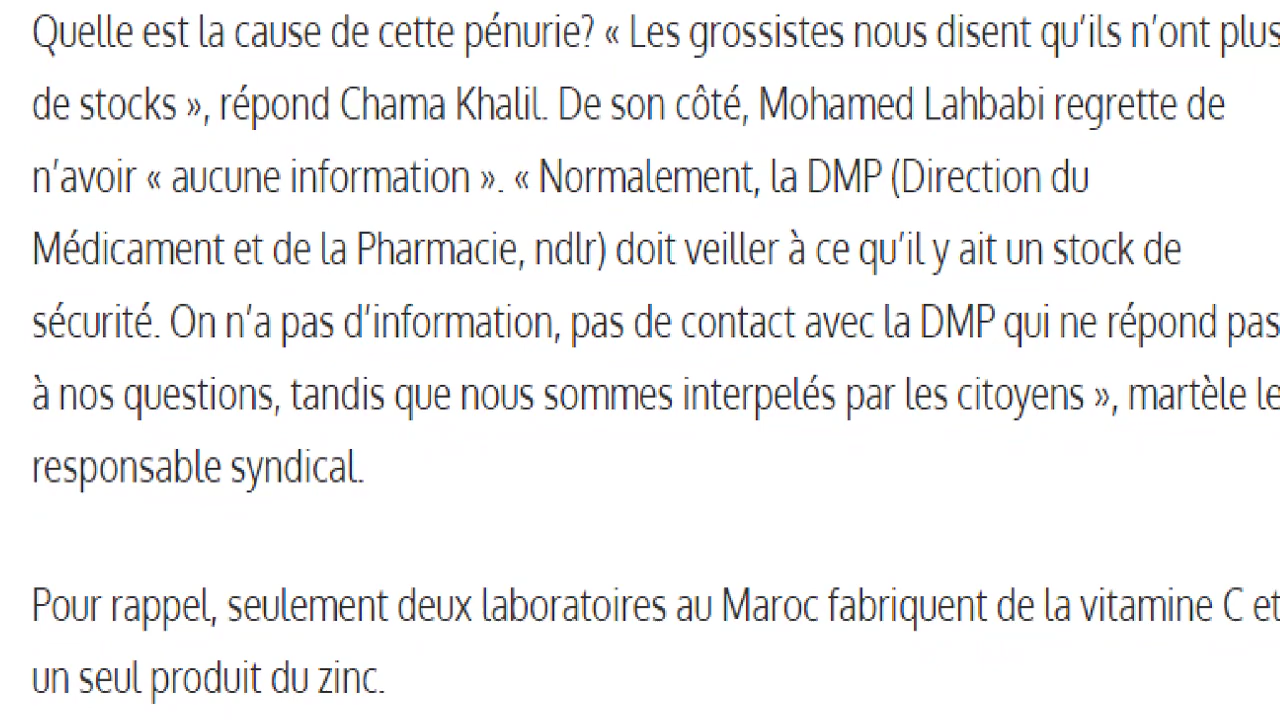 Quelle est la cause de cette pénurie? « Les grossistes nous disent qu’ils n’ont plus
de stocks », répond Chama Khalil. De son côté, Mohamed Lahbabi regrette de
n’avoir « aucune information ». « Normalement, la DMP (Direction du
Médicament et de la Pharmacie, ndlr) doit veiller à ce qu’il y ait un stock de
sécurité. On n’a pas d’information, pas de contact avec la DMP qui ne répond pas
à nos questions, tandis que nous sommes interpelés par les citoyens », martèle le
responsable syndical.
Pour rappel, seulement deux laboratoires au Maroc fabriquent de la vitamine C et
un seul produit du zinc.